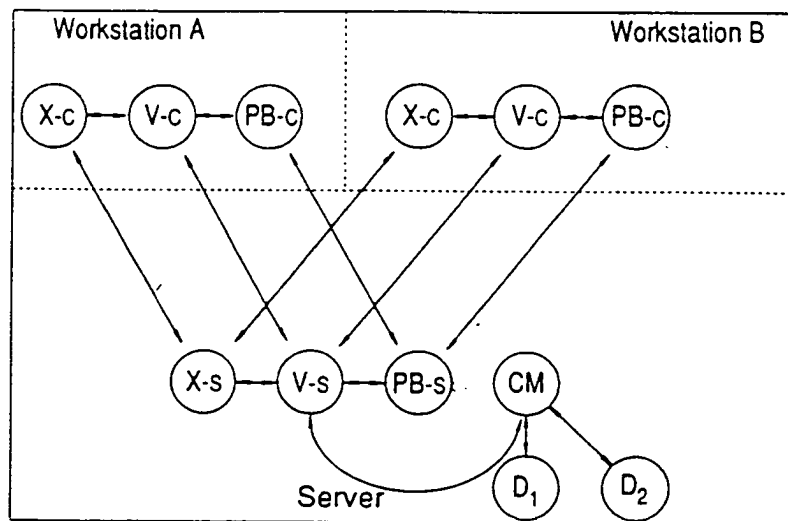 Workstation A
Workstation B
X-c
V-c
PB-c
X-c
V-c
PB-c
X-s
V-s
PB-s
CM
Server
D1
D2